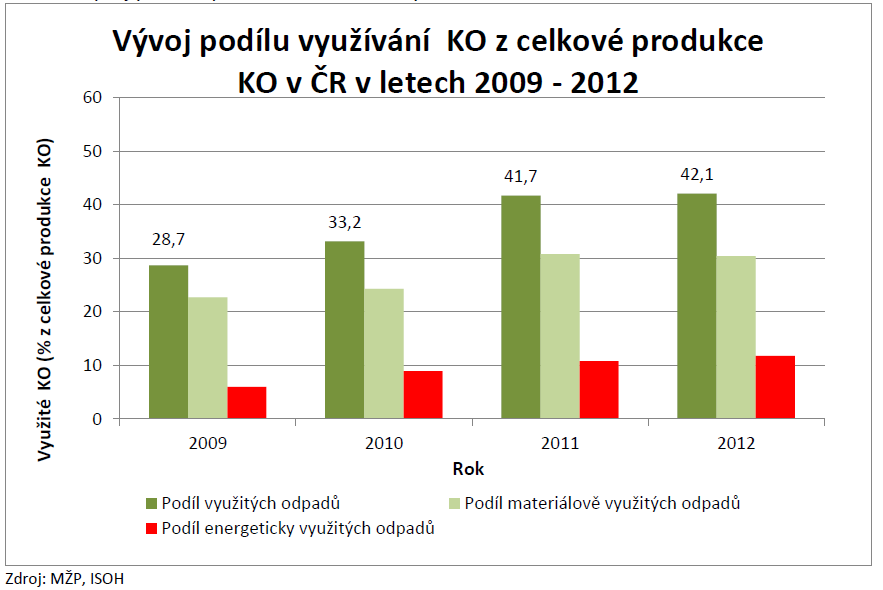 Vývoj podílu využívání KO z celkové produkce
KO v ČR v letech 2009 - 2012
Využité KO (% z celkové produkce KO)
60
50
40
30
20
10
0
28,7
33,2
41,7
42,1
2009 2010 2011 2012
Rok
Podíl využitých odpadů Podíl materiálově využitých odpadů
Podíl energeticky využitých odpadů
Zdroj: MŽP, ISOH